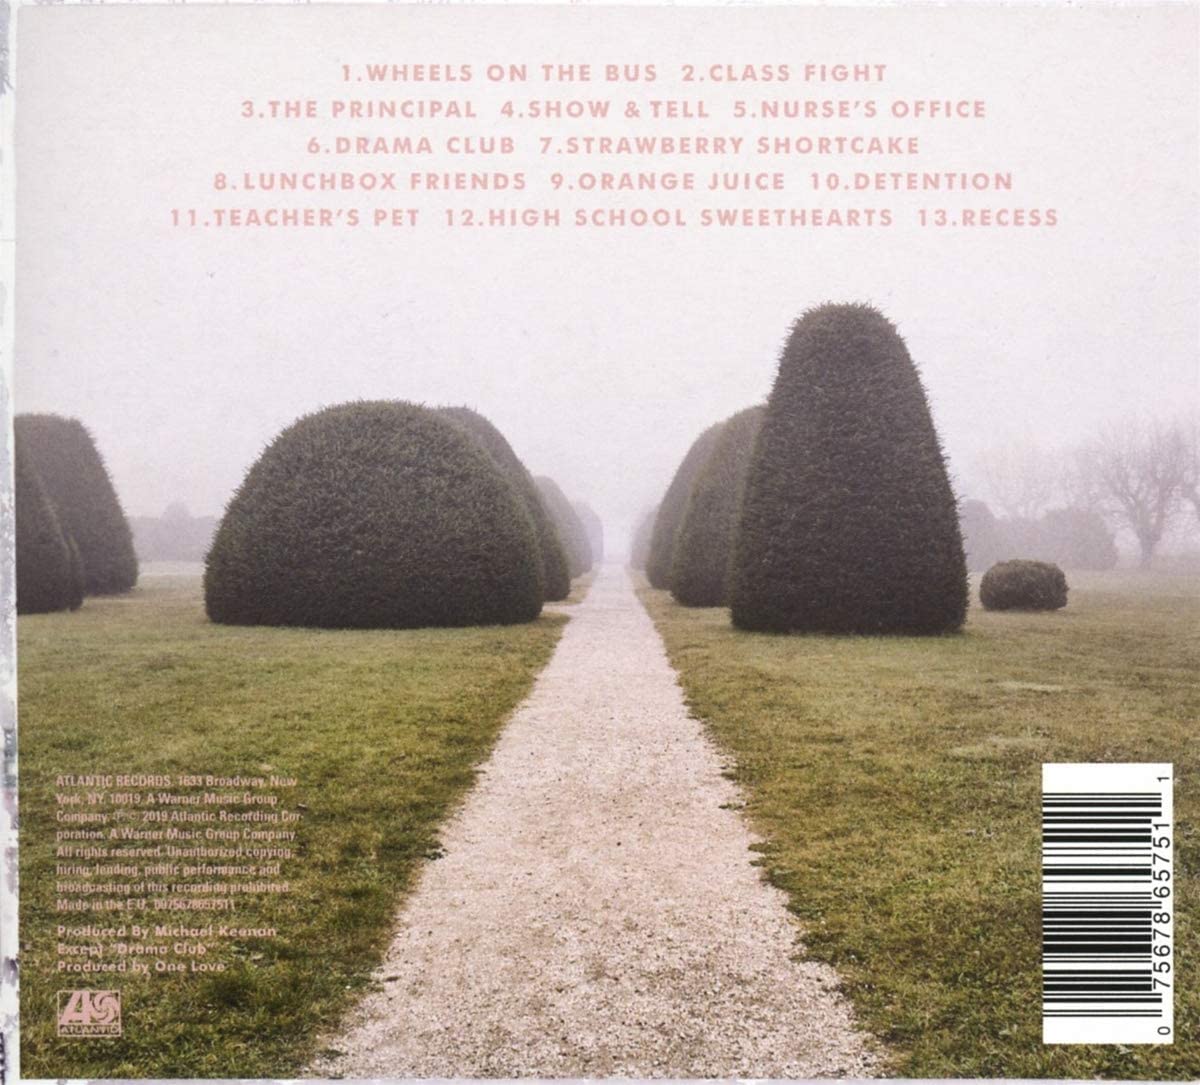 1.WHEELS ON THE BUS 2.CLASS FIGHT
3.THE PRINCIPAL 4.SHOW & TELL 5.NURSE'S OFFICE
6.DRAMA CLUB 7.STRAWBERRY SHORTCAKE
8.LUNCHBOX FRIENDS 9.ORANGE JUICE 10.DETENTION
11.TEACHER'S PET 12.HIGH SCHOOL SWEETHEARTS 13.RECESS
ATLANTIC RECORDS, 1633 Broadway, New
York, NY, 10019. A Warner Music Group
Company. ℗ © 2019 Atlantic Recording Cor-
poration. A Warner Music Group Company.
All rights reserved. Unauthorized copying,
hiring, lending, public performance and
broadcasting of this recording prohibited.
Made in the E.U. 0075678657511
Produced By Michael Keenan
Except "Drama Club"
Produced by One Love
ATLANTIC
0 75678 65751 1